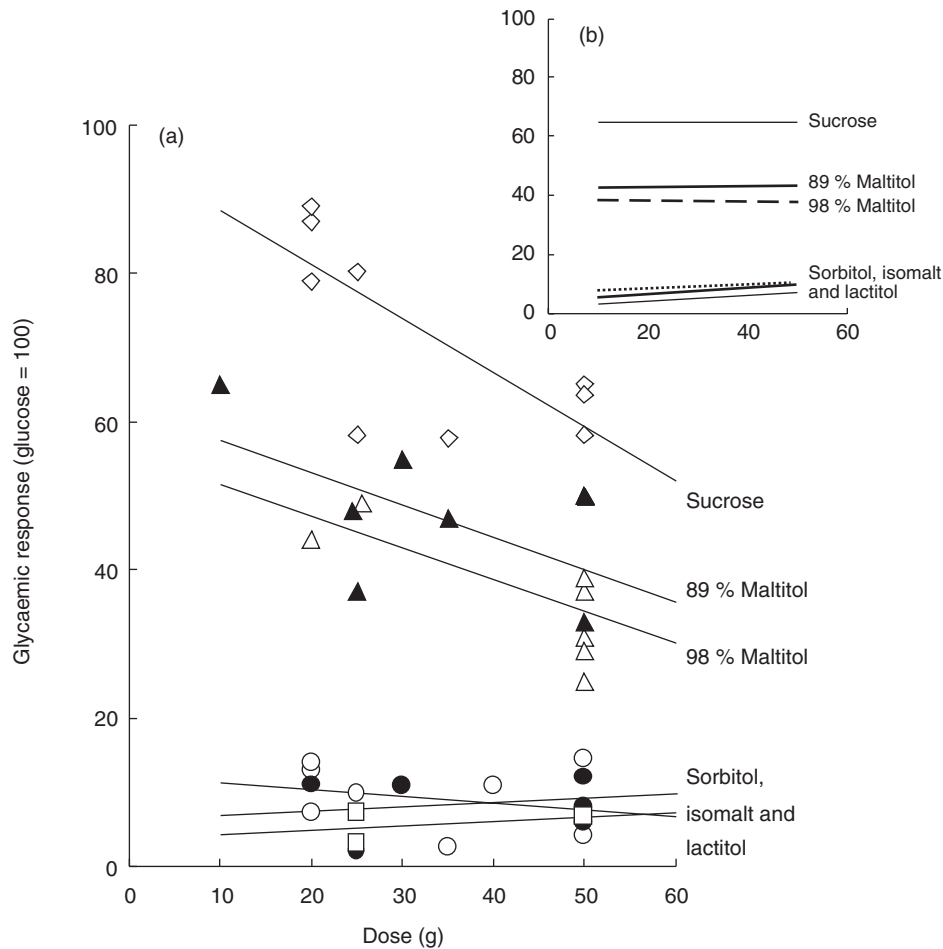 100
(b)
80
60
Sucrose
40
89 % Maltitol
98 % Maltitol
20
Sorbitol, isomalt
and lactitol
0
0 20 40 60
100
(a)
80
60
40
20
0
Glycaemic response (glucose = 100)
Sucrose
89 % Maltitol
98 % Maltitol
Sorbitol,
isomalt and
lactitol
0 10 20 30 40 50 60
Dose (g)